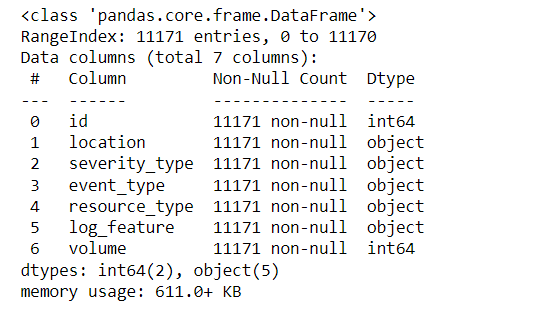 <class 'pandas.core.frame.DataFrame'>
RangeIndex: 11171 entries, 0 to 11170
Data columns (total 7 columns):
 #   Column         Non-Null Count  Dtype
---  ------         --------------  -----
 0   id             11171 non-null  int64
 1   location       11171 non-null  object
 2   severity_type  11171 non-null  object
 3   event_type     11171 non-null  object
 4   resource_type  11171 non-null  object
 5   log_feature    11171 non-null  object
 6   volume         11171 non-null  int64
dtypes: int64(2), object(5)
memory usage: 611.0+ KB